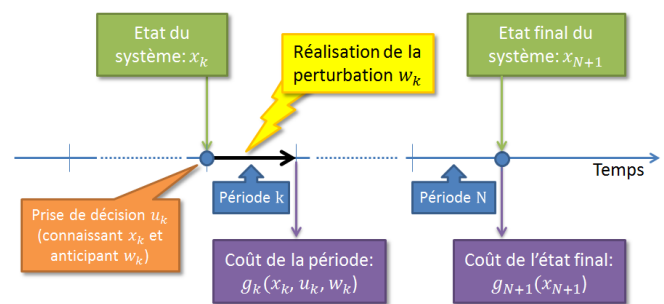 Etat du
système: x_k
Réalisation de la
perturbation w_k
Etat final du
système: x_{N+1}
Temps
Prise de décision u_k
(connaissant x_k et
anticipant w_k)
Période k
Période N
Coût de la période:
g_k(x_k, u_k, w_k)
Coût de l'état final:
g_{N+1}(x_{N+1})